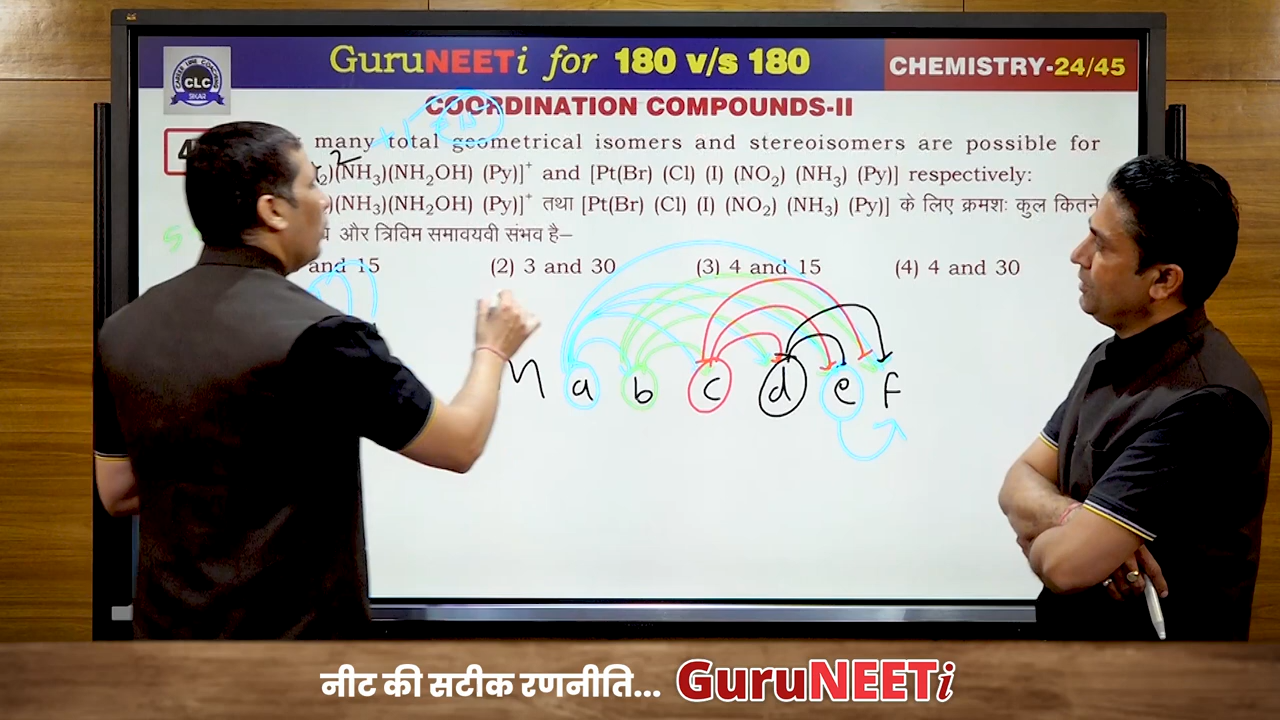 GuruNEETi for 180 v/s 180
CHEMISTRY-24/45
CLC
SIKAR
COORDINATION COMPOUNDS-II
many total geometrical isomers and stereoisomers are possible for
(NH₃)(NH₂OH) (Py)]⁺ and [Pt(Br) (Cl) (I) (NO₂) (NH₃) (Py)] respectively:
(NH₃)(NH₂OH) (Py)]⁺ तथा [Pt(Br) (Cl) (I) (NO₂) (NH₃) (Py)] के लिए क्रमशः कुल कितने
और त्रिविम समावयवी संभव है–
and 15 (2) 3 and 30 (3) 4 and 15 (4) 4 and 30
a b c d e f
नीट की सटीक रणनीति... GuruNEETi